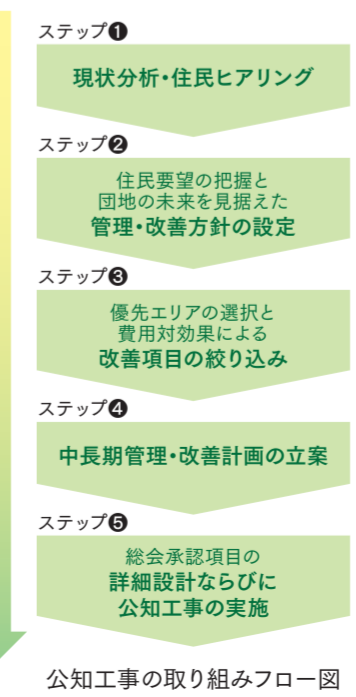 ステップ❶
現状分析・住民ヒアリング
ステップ❷
住民要望の把握と
団地の未来を見据えた
管理・改善方針の設定
ステップ❸
優先エリアの選択と
費用対効果による
改善項目の絞り込み
ステップ❹
中長期管理・改善計画の立案
ステップ❺
総会承認項目の
詳細設計ならびに
公知工事の実施
公知工事の取り組みフロー図